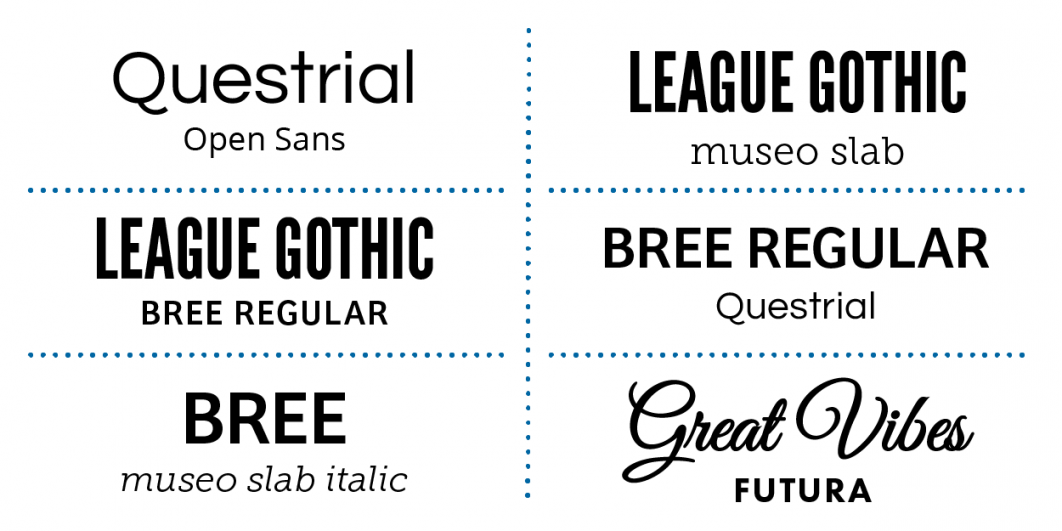 Questrial
Open Sans
LEAGUE GOTHIC
museo slab
LEAGUE GOTHIC
BREE REGULAR
BREE REGULAR
Questrial
BREE
museo slab italic
Great Vibes
FUTURA